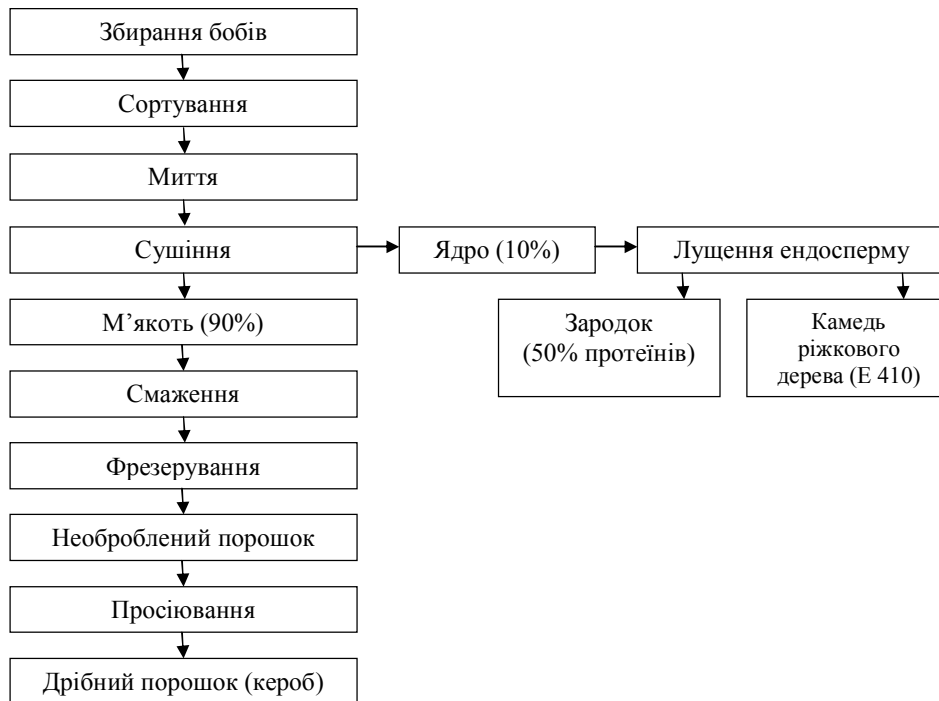 Збирання бобів
Сортування
Миття
Сушіння
Ядро (10%)
Лущення ендосперму
М’якоть (90%)
Зародок
(50% протеїнів)
Камедь
ріжкового
дерева (Е 410)
Смаження
Фрезерування
Необроблений порошок
Просіювання
Дрібний порошок (кероб)